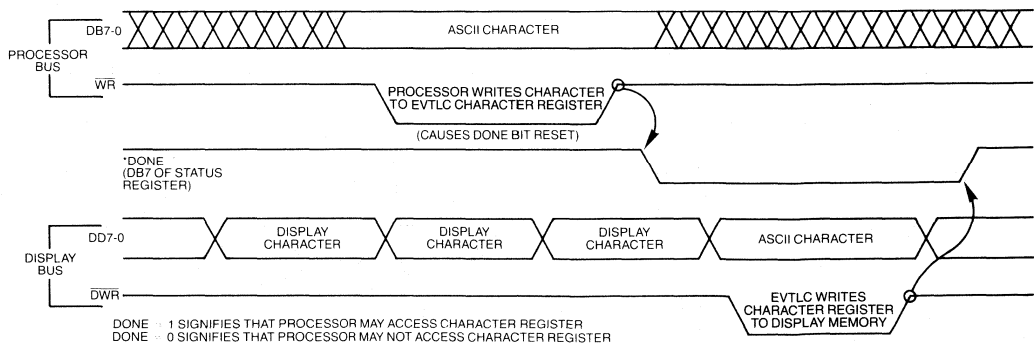 DB7-0
ASCII CHARACTER
PROCESSOR
BUS
WR
PROCESSOR WRITES CHARACTER
TO EVTLC CHARACTER REGISTER
(CAUSES DONE BIT RESET)
*DONE
(DB7 OF STATUS
REGISTER)
DD7-0
DISPLAY
CHARACTER
DISPLAY
CHARACTER
DISPLAY
CHARACTER
ASCII CHARACTER
DISPLAY
BUS
DWR
EVTLC WRITES
CHARACTER REGISTER
TO DISPLAY MEMORY
DONE = 1 SIGNIFIES THAT PROCESSOR MAY ACCESS CHARACTER REGISTER
DONE = 0 SIGNIFIES THAT PROCESSOR MAY NOT ACCESS CHARACTER REGISTER